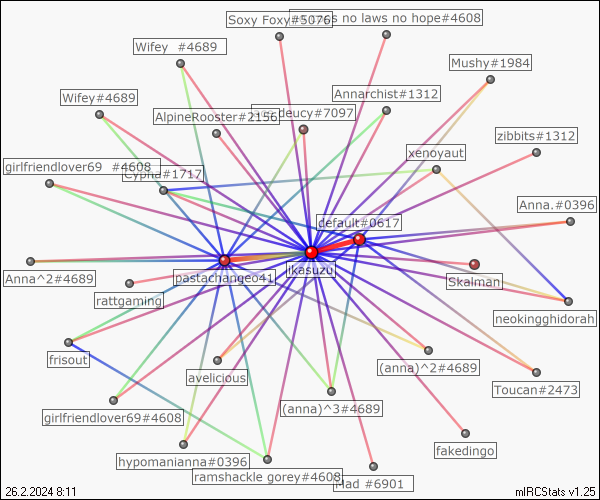 Soxy Foxy#5076
no laws no hope#4608
Wifey #4689
Mushy#1984
Wifey#4689
Annarchist#1312
AlpineRooster#2156
deucy#7097
zibbits#1312
xenoyaut
girlfriendlover69 #4608
Cypha#1717
Anna.#0396
default#0617
pastachangeo41
ikasuzu
Skalman
Anna^2#4689
rattgaming
neokingghidorah
frisout
avelicious
(anna)^2#4689
Toucan#2473
girlfriendlover69#4608
(anna)^3#4689
fakedingo
hypomanianna#0396
ramshackle gorey#4608
Mad #6901
26.2.2024 8:11
mIRCStats v1.25